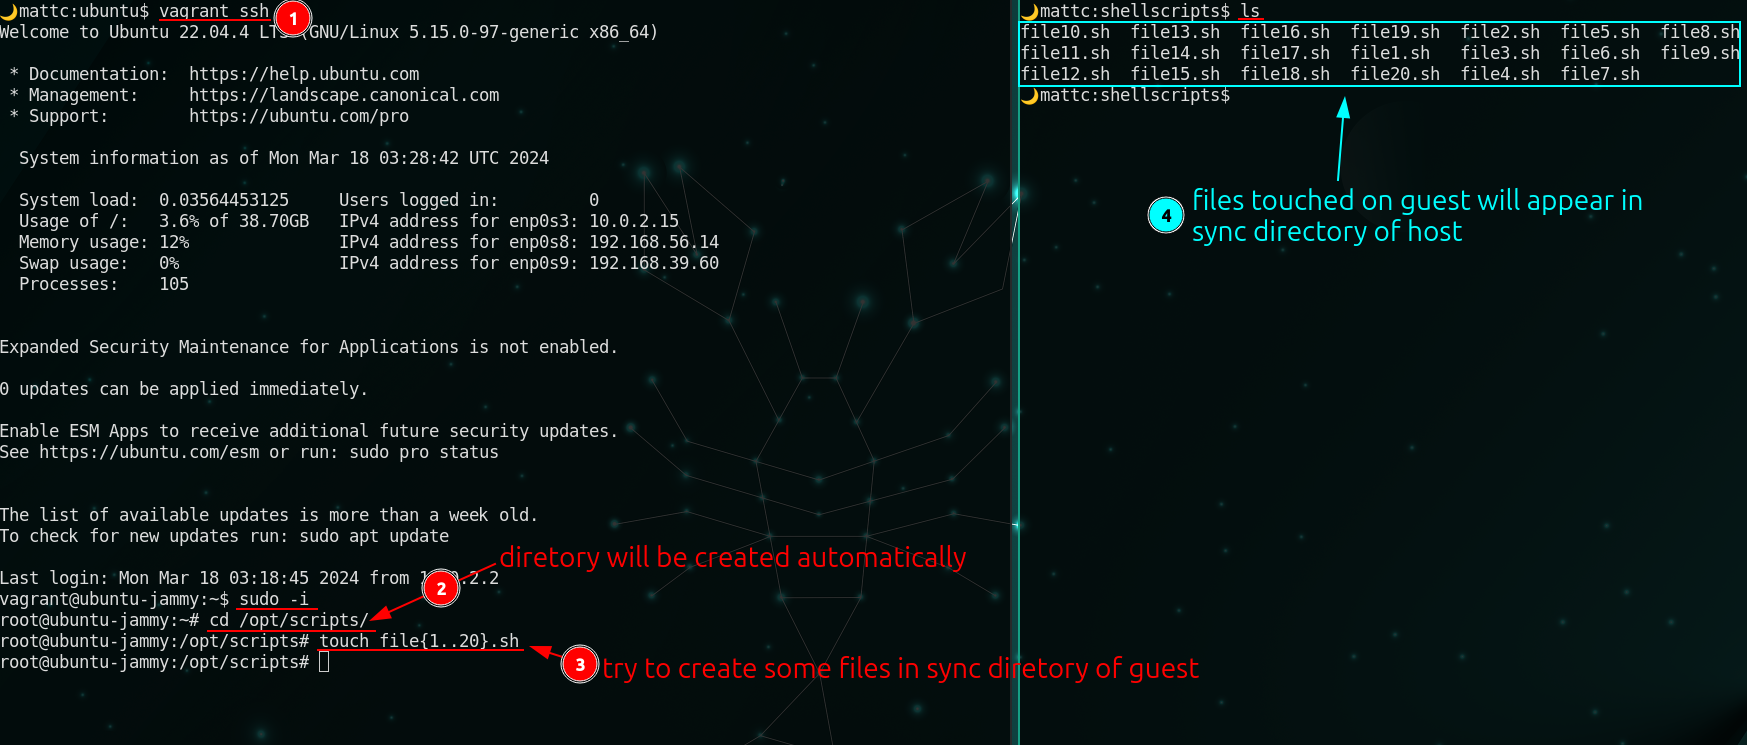 🌙mattc:ubuntu$ vagrant ssh
1
Welcome to Ubuntu 22.04.4 LTS (GNU/Linux 5.15.0-97-generic x86_64)
* Documentation:  https://help.ubuntu.com
* Management:     https://landscape.canonical.com
* Support:        https://ubuntu.com/pro
System information as of Mon Mar 18 03:28:42 UTC 2024
System load:  0.03564453125     Users logged in:         0
Usage of /:   3.6% of 38.70GB   IPv4 address for enp0s3: 10.0.2.15
Memory usage: 12%               IPv4 address for enp0s8: 192.168.56.14
Swap usage:   0%                IPv4 address for enp0s9: 192.168.39.60
Processes:    105
Expanded Security Maintenance for Applications is not enabled.
0 updates can be applied immediately.
Enable ESM Apps to receive additional future security updates.
See https://ubuntu.com/esm or run: sudo pro status
The list of available updates is more than a week old.
To check for new updates run: sudo apt update
diretory will be created automatically
Last login: Mon Mar 18 03:18:45 2024 from
2
vagrant@ubuntu-jammy:~$ sudo -i
root@ubuntu-jammy:~# cd /opt/scripts/
root@ubuntu-jammy:/opt/scripts# touch file{1..20}.sh
root@ubuntu-jammy:/opt/scripts#
3 try to create some files in sync diretory of guest
🌙mattc:shellscripts$ ls
file10.sh  file13.sh  file16.sh  file19.sh  file2.sh  file5.sh  file8.sh
file11.sh  file14.sh  file17.sh  file1.sh   file3.sh  file6.sh  file9.sh
file12.sh  file15.sh  file18.sh  file20.sh  file4.sh  file7.sh
🌙mattc:shellscripts$
4 files touched on guest will appear in
sync directory of host